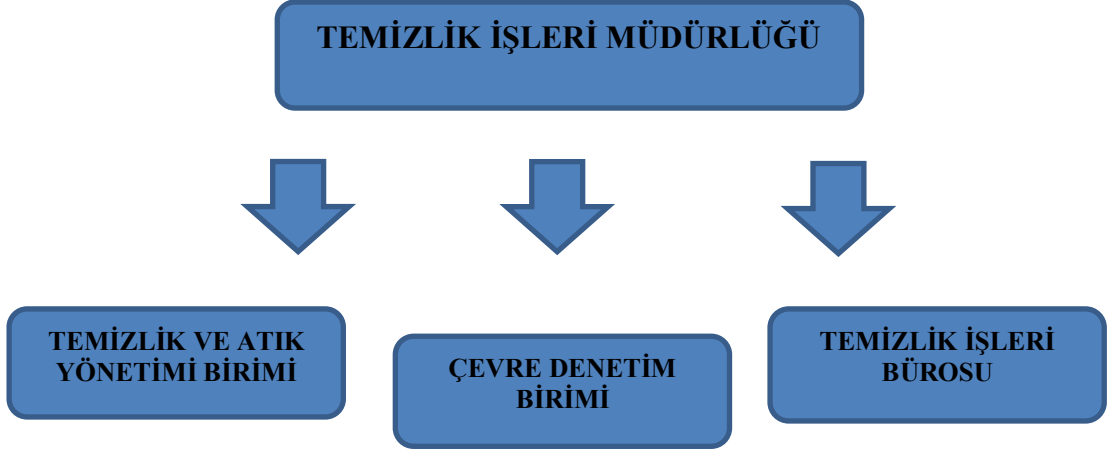 TEMİZLİK İŞLERİ MÜDÜRLÜĞÜ
TEMİZLİK VE ATIK
YÖNETİMİ BİRİMİ
ÇEVRE DENETİM
BİRİMİ
TEMİZLİK İŞLERİ
BÜROSU